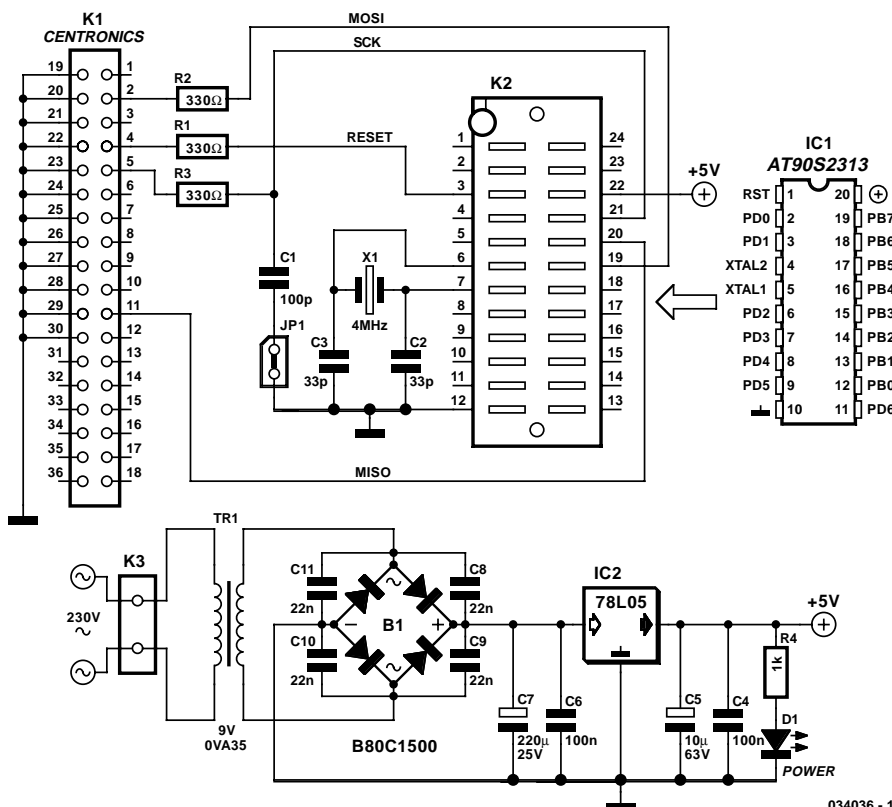 K1
CENTRONICS
19 1
20 2
21 3
22 4
23 5
24 6
25 7
26 8
27 9
28 10
29 11
30 12
31 13
32 14
33 15
34 16
35 17
36 18
MOSI
SCK
R2
330Ω
R1
330Ω
RESET
R3
330Ω
C1
100p
JP1
X1
4MHz
C3
33p
C2
33p
MISO
K2
1 24
2 23
3 22
4 21
5 20
6 19
7 18
8 17
9 16
10 15
11 14
12 13
+5V
IC1
AT90S2313
RST 1 20
PD0 2 19 PB7
PD1 3 18 PB6
XTAL2 4 17 PB5
XTAL1 5 16 PB4
PD2 6 15 PB3
PD3 7 14 PB2
PD4 8 13 PB1
PD5 9 12 PB0
10 11 PD6
K3
230V
TR1
9V
0VA35
C11
22n
C8
22n
C10
22n
C9
22n
B1
B80C1500
C7
220µ
25V
C6
100n
IC2
78L05
C5
10µ
63V
C4
100n
+5V
R4
1k
D1
POWER
034036 - 1